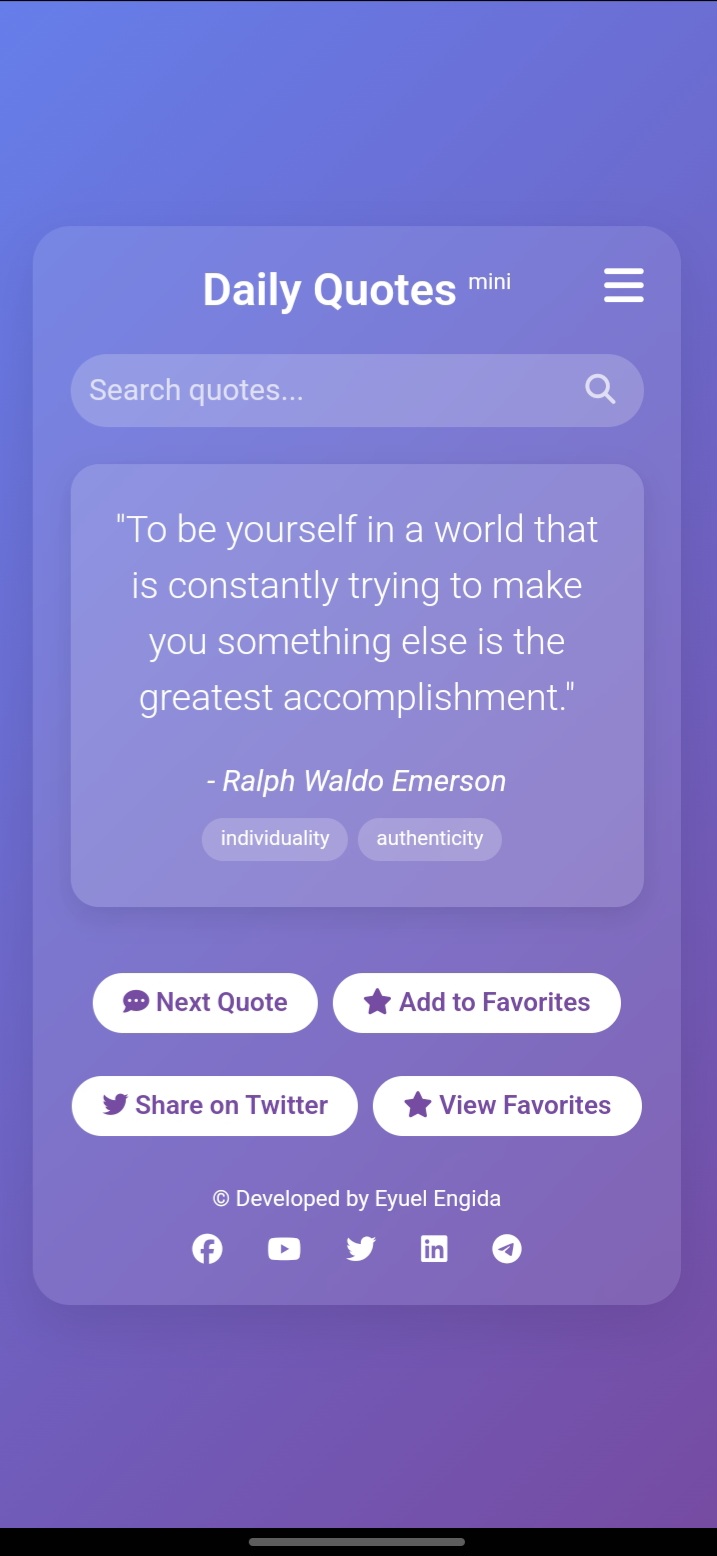 Daily Quotes mini
Search quotes...
"To be yourself in a world that
is constantly trying to make
you something else is the
greatest accomplishment."
- Ralph Waldo Emerson
individuality authenticity
Next Quote Add to Favorites
Share on Twitter View Favorites
© Developed by Eyuel Engida